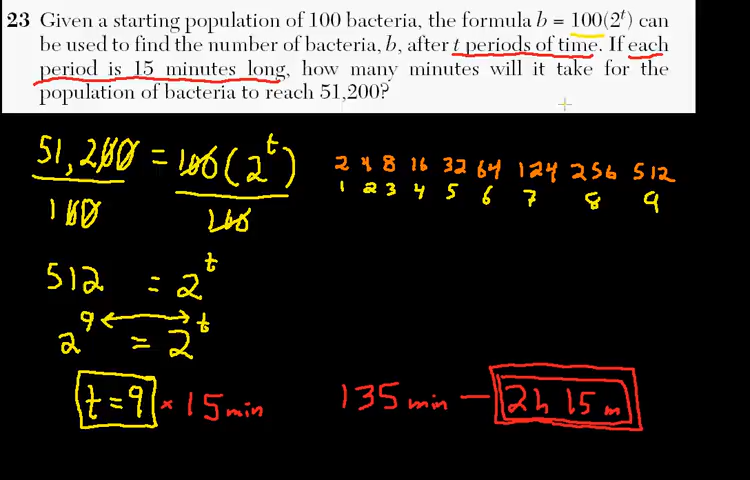 23 Given a starting population of 100 bacteria, the formula b = 100(2^t) can
be used to find the number of bacteria, b, after t periods of time. If each
period is 15 minutes long, how many minutes will it take for the
population of bacteria to reach 51,200?
51,200 = 100(2^t)
100 100
2 4 8 16 32 64 124 256 512
1 2 3 4 5 6 7 8 9
512 = 2^t
2^9 = 2^t
t = 9 × 15 min 135 min — 2h 15m